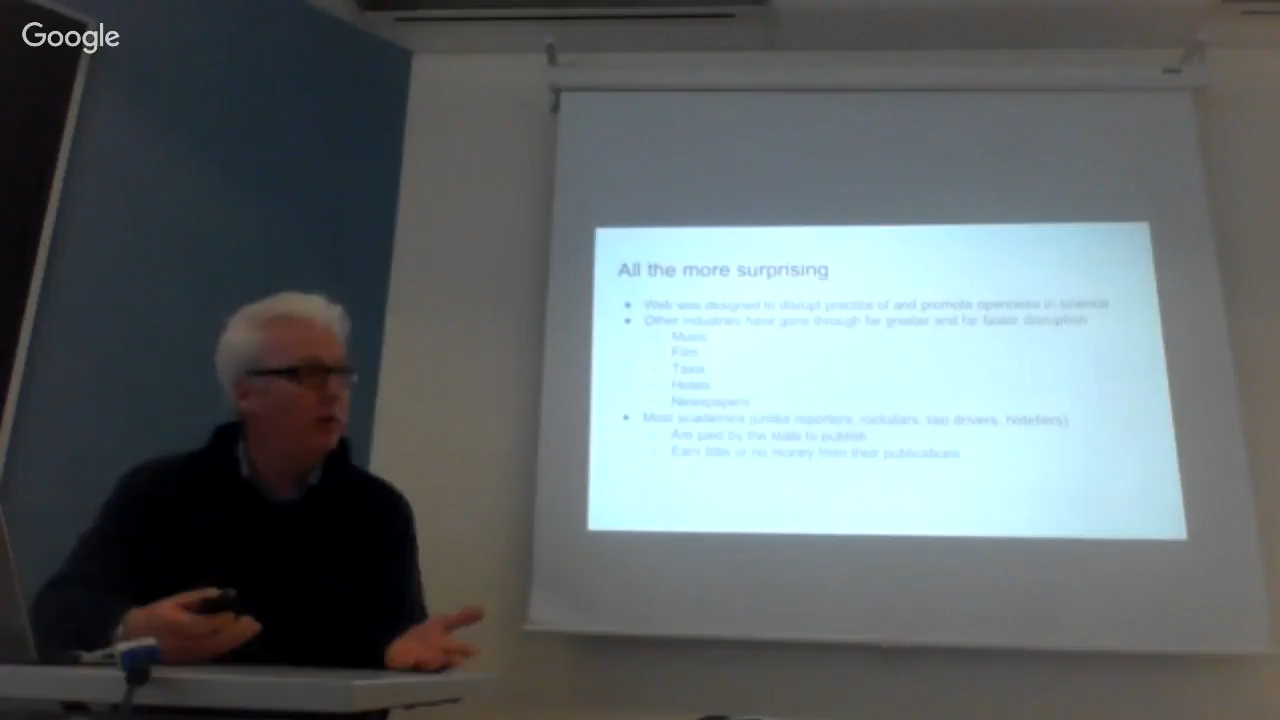 Google
All the more surprising
Web was designed to disrupt practice of and promote openness in science
Other industries have gone through far greater and far faster disruption
Music
Film
Taxis
Hotels
Newspapers
Most academics (unlike reporters, rockstars, taxi drivers, hoteliers)
Are paid by the state to publish
Earn little or no money from their publications